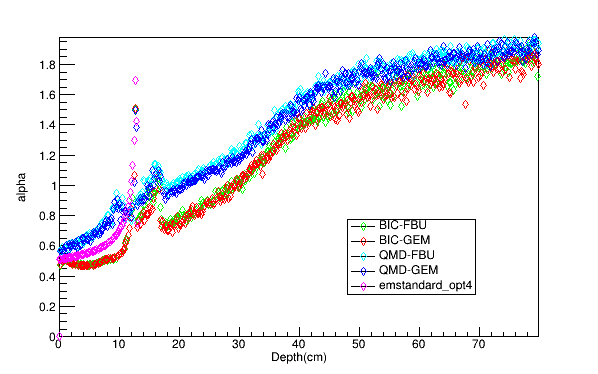 alpha
1.8
1.6
1.4
1.2
1
0.8
0.6
0.4
0.2
0
BIC-FBU
BIC-GEM
QMD-FBU
QMD-GEM
emstandard_opt4
0 10 20 30 40 50 60 70
Depth(cm)